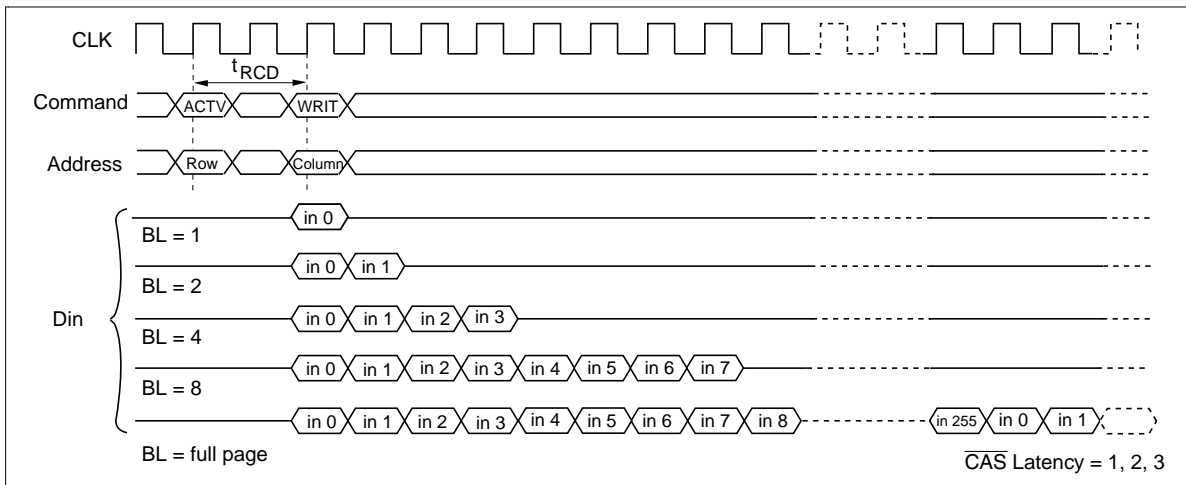 CLK
tRCD
Command ACTV WRIT
Address Row Column
Din
in 0
BL = 1
in 0 in 1
BL = 2
in 0 in 1 in 2 in 3
BL = 4
in 0 in 1 in 2 in 3 in 4 in 5 in 6 in 7
BL = 8
in 0 in 1 in 2 in 3 in 4 in 5 in 6 in 7 in 8 in 255 in 0 in 1
BL = full page
CAS Latency = 1, 2, 3